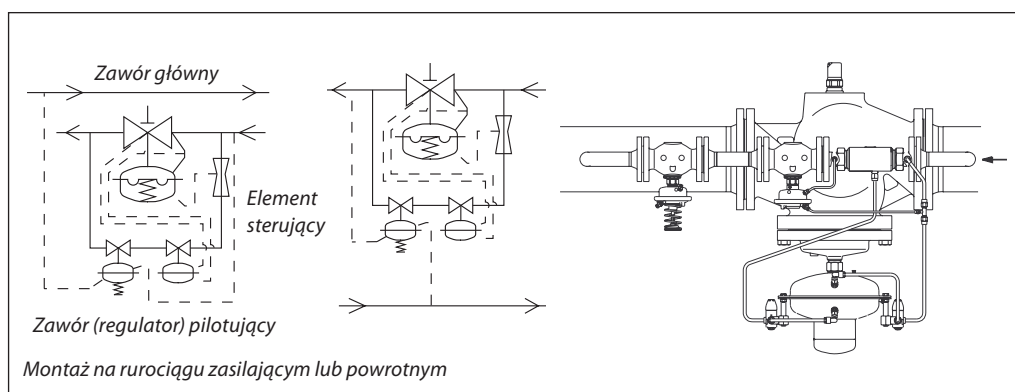 Zawór główny
Element
sterujący
Zawór (regulator) pilotujący
Montaż na rurociągu zasilającym lub powrotnym